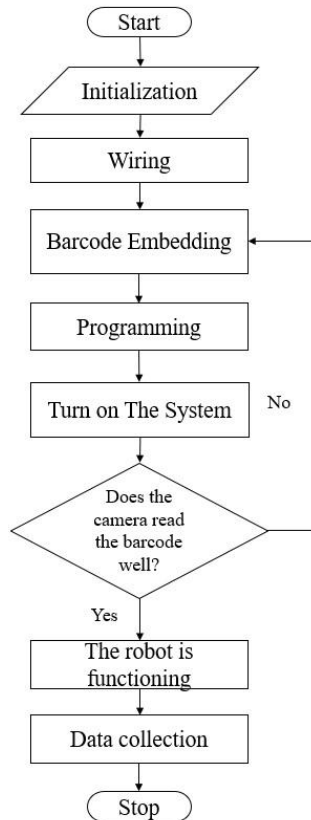 Start
Initialization
Wiring
Barcode Embedding
Programming
Turn on The System
No
Does the
camera read
the barcode
well?
Yes
The robot is
functioning
Data collection
Stop